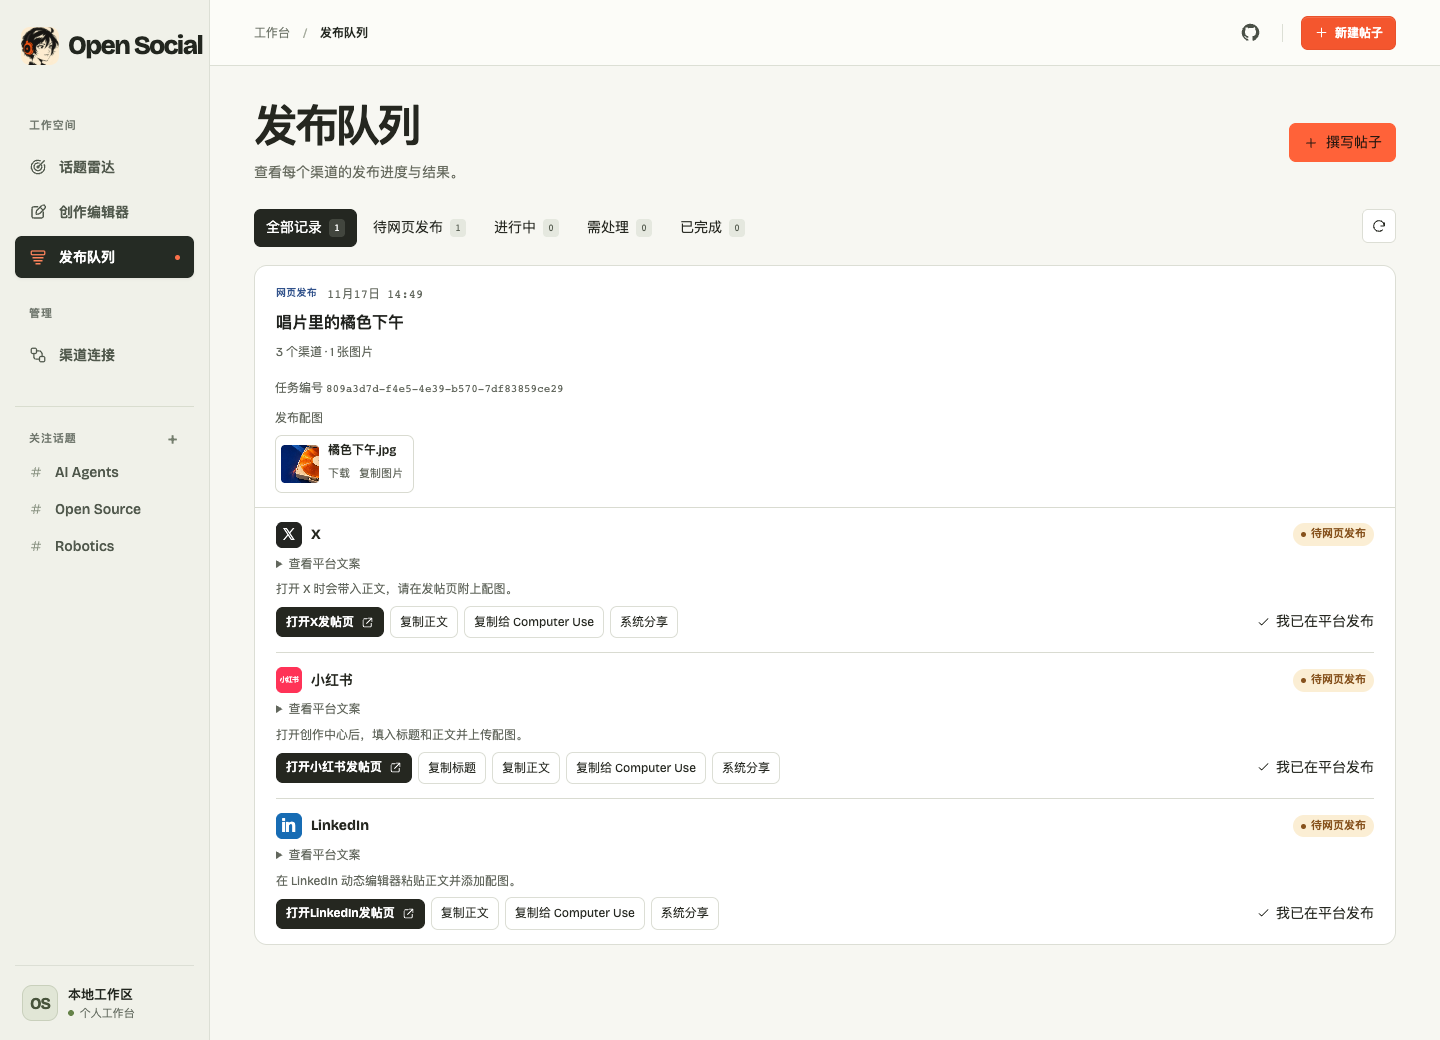 Open Social
工作台 / 发布队列
新建帖子
工作空间
话题雷达
创作编辑器
发布队列
管理
渠道连接
关注话题 +
# AI Agents
# Open Source
# Robotics
OS
本地工作区
个人工作台
发布队列
查看每个渠道的发布进度与结果。
撰写帖子
全部记录 1 待网页发布 1 进行中 0 需处理 0 已完成 0
网页发布 11月17日 14:49
唱片里的橘色下午
3 个渠道 · 1 张图片
任务编号 809a3d7d-f4e5-4e39-b570-7df83859ce29
发布配图
橘色下午.jpg
下载 复制图片
X 待网页发布
查看平台文案
打开 X 时会带入正文，请在发帖页附上配图。
打开X发帖页 复制正文 复制给 Computer Use 系统分享 我已在平台发布
小红书 小红书 待网页发布
查看平台文案
打开创作中心后，填入标题和正文并上传配图。
打开小红书发帖页 复制标题 复制正文 复制给 Computer Use 系统分享 我已在平台发布
in LinkedIn 待网页发布
查看平台文案
在 LinkedIn 动态编辑器粘贴正文并添加配图。
打开LinkedIn发帖页 复制正文 复制给 Computer Use 系统分享 我已在平台发布